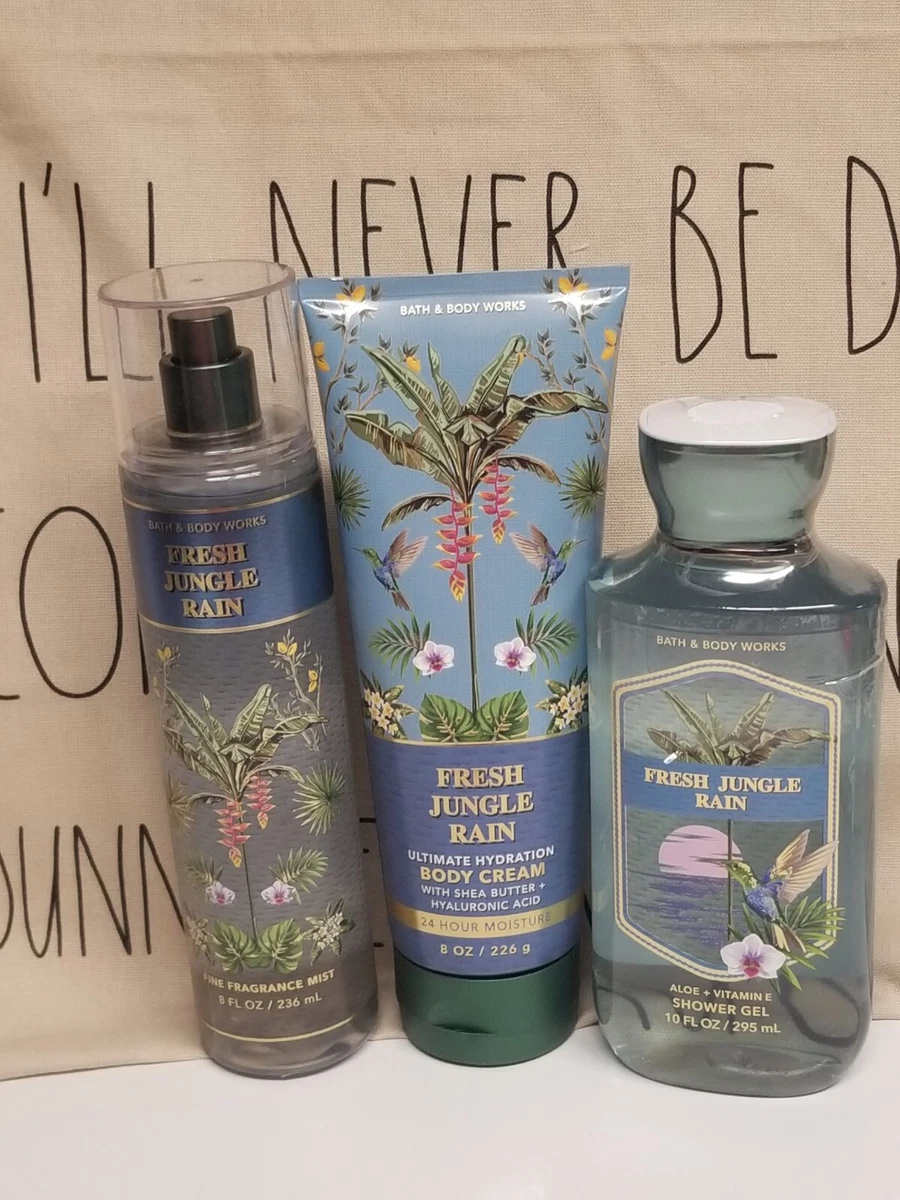 I'LL NEVER BE D
BATH & BODY WORKS
FRESH
JUNGLE
RAIN
FINE FRAGRANCE MIST
8 FL OZ / 236 mL
BATH & BODY WORKS
FRESH
JUNGLE
RAIN
ULTIMATE HYDRATION
BODY CREAM
WITH SHEA BUTTER +
HYALURONIC ACID
24 HOUR MOISTURE
8 OZ / 226 g
BATH & BODY WORKS
FRESH JUNGLE
RAIN
ALOE + VITAMIN E
SHOWER GEL
10 FL OZ / 295 mL